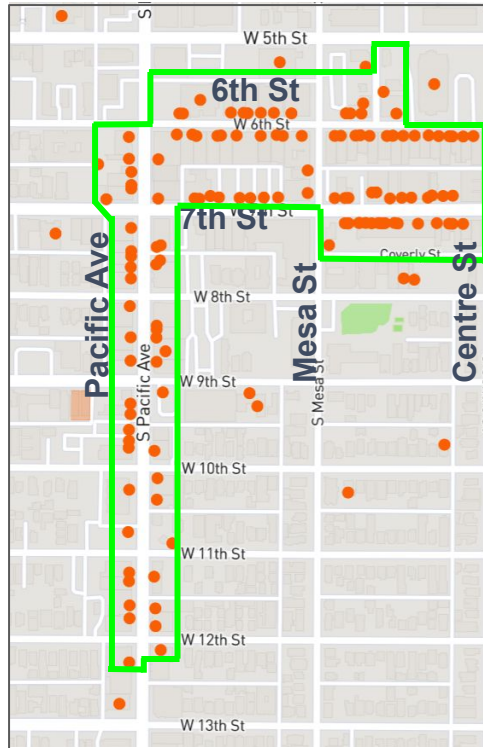 S
W 5th St
6th St
W 6th St
7th St
Coverly St
Pacific Ave
Mesa St
Centre St
W 8th St
S Pacific Ave
W 9th St
S Mesa St
W 10th St
W 11th St
W 12th St
W 13th St